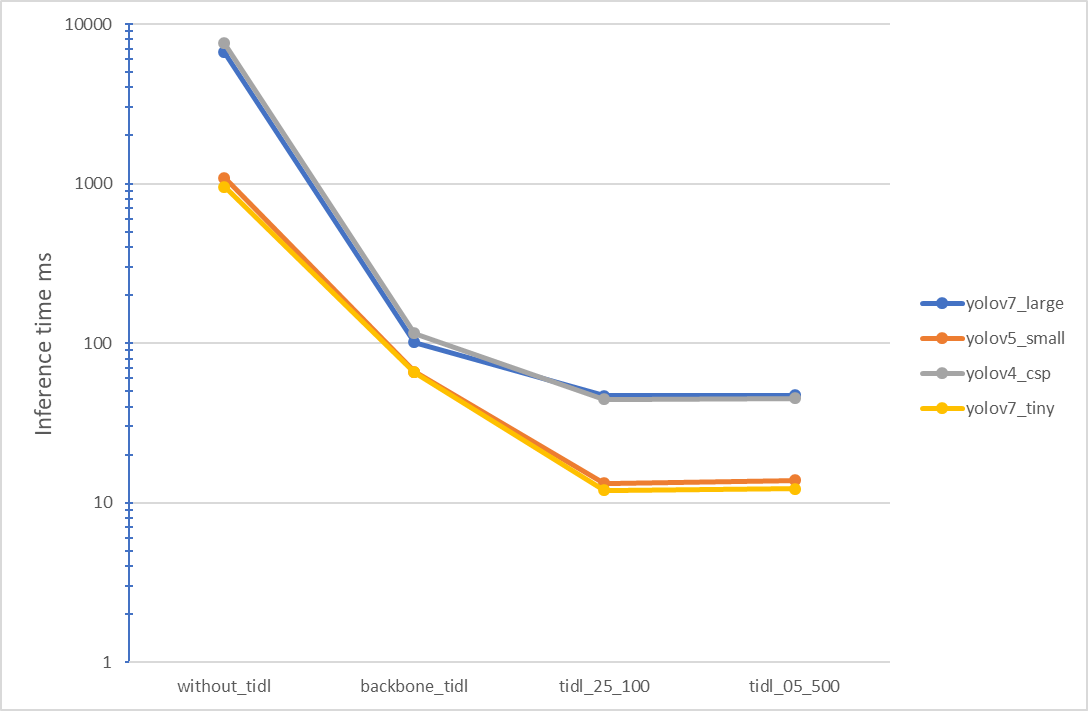 10000
1000
100
10
1
Inference time ms
without_tidl
backbone_tidl
tidl_25_100
tidl_05_500
yolov7_large
yolov5_small
yolov4_csp
yolov7_tiny